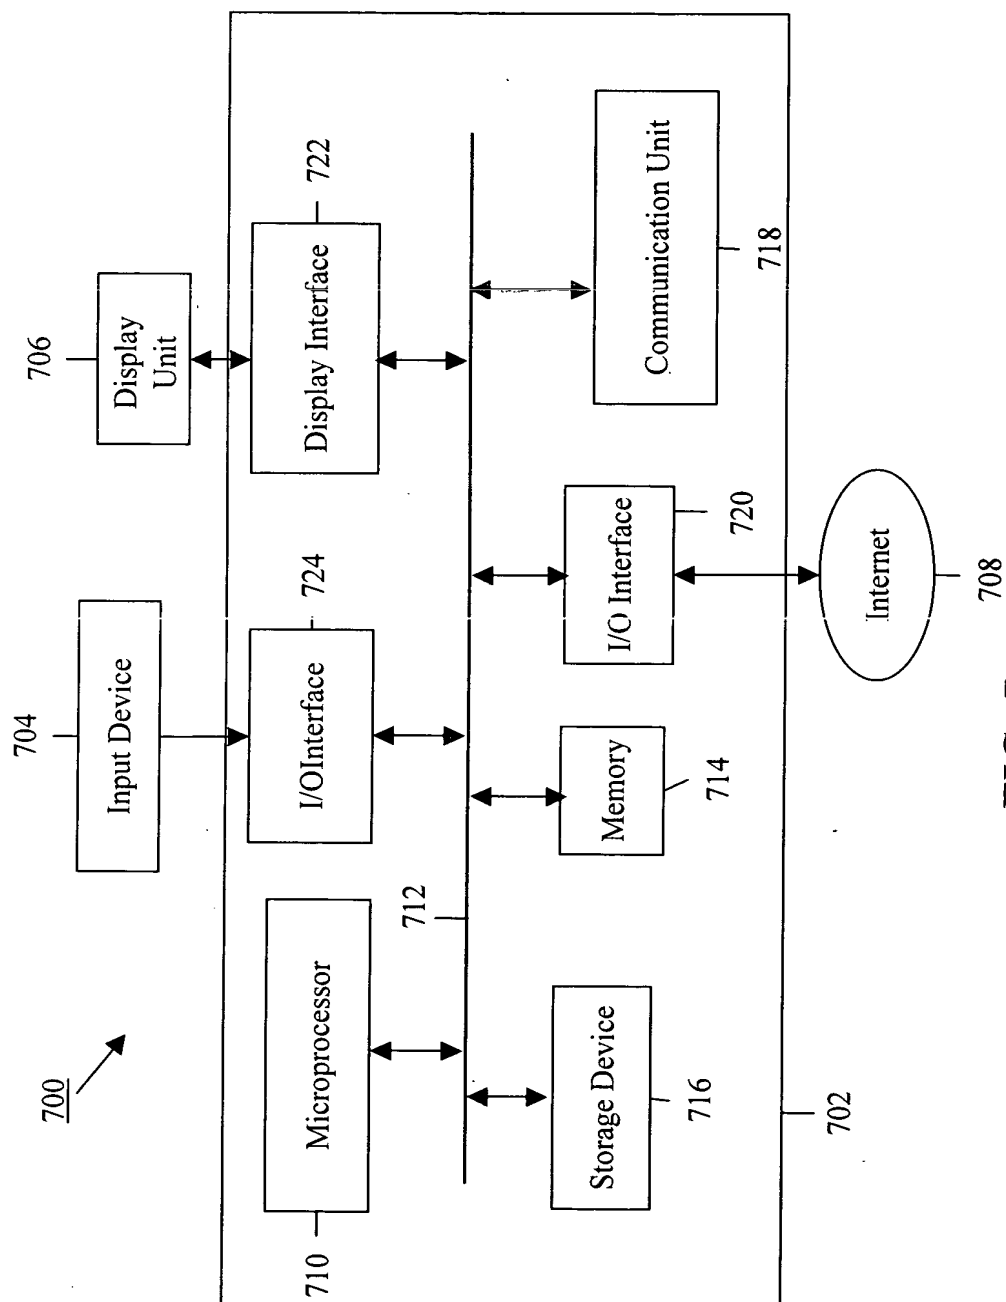 700
704
706
Input Device
Display
Unit
710
Microprocessor
724
I/OInterface
722
Display Interface
712
Storage Device
716
Memory
714
I/O Interface
720
Communication Unit
718
702
Internet
708